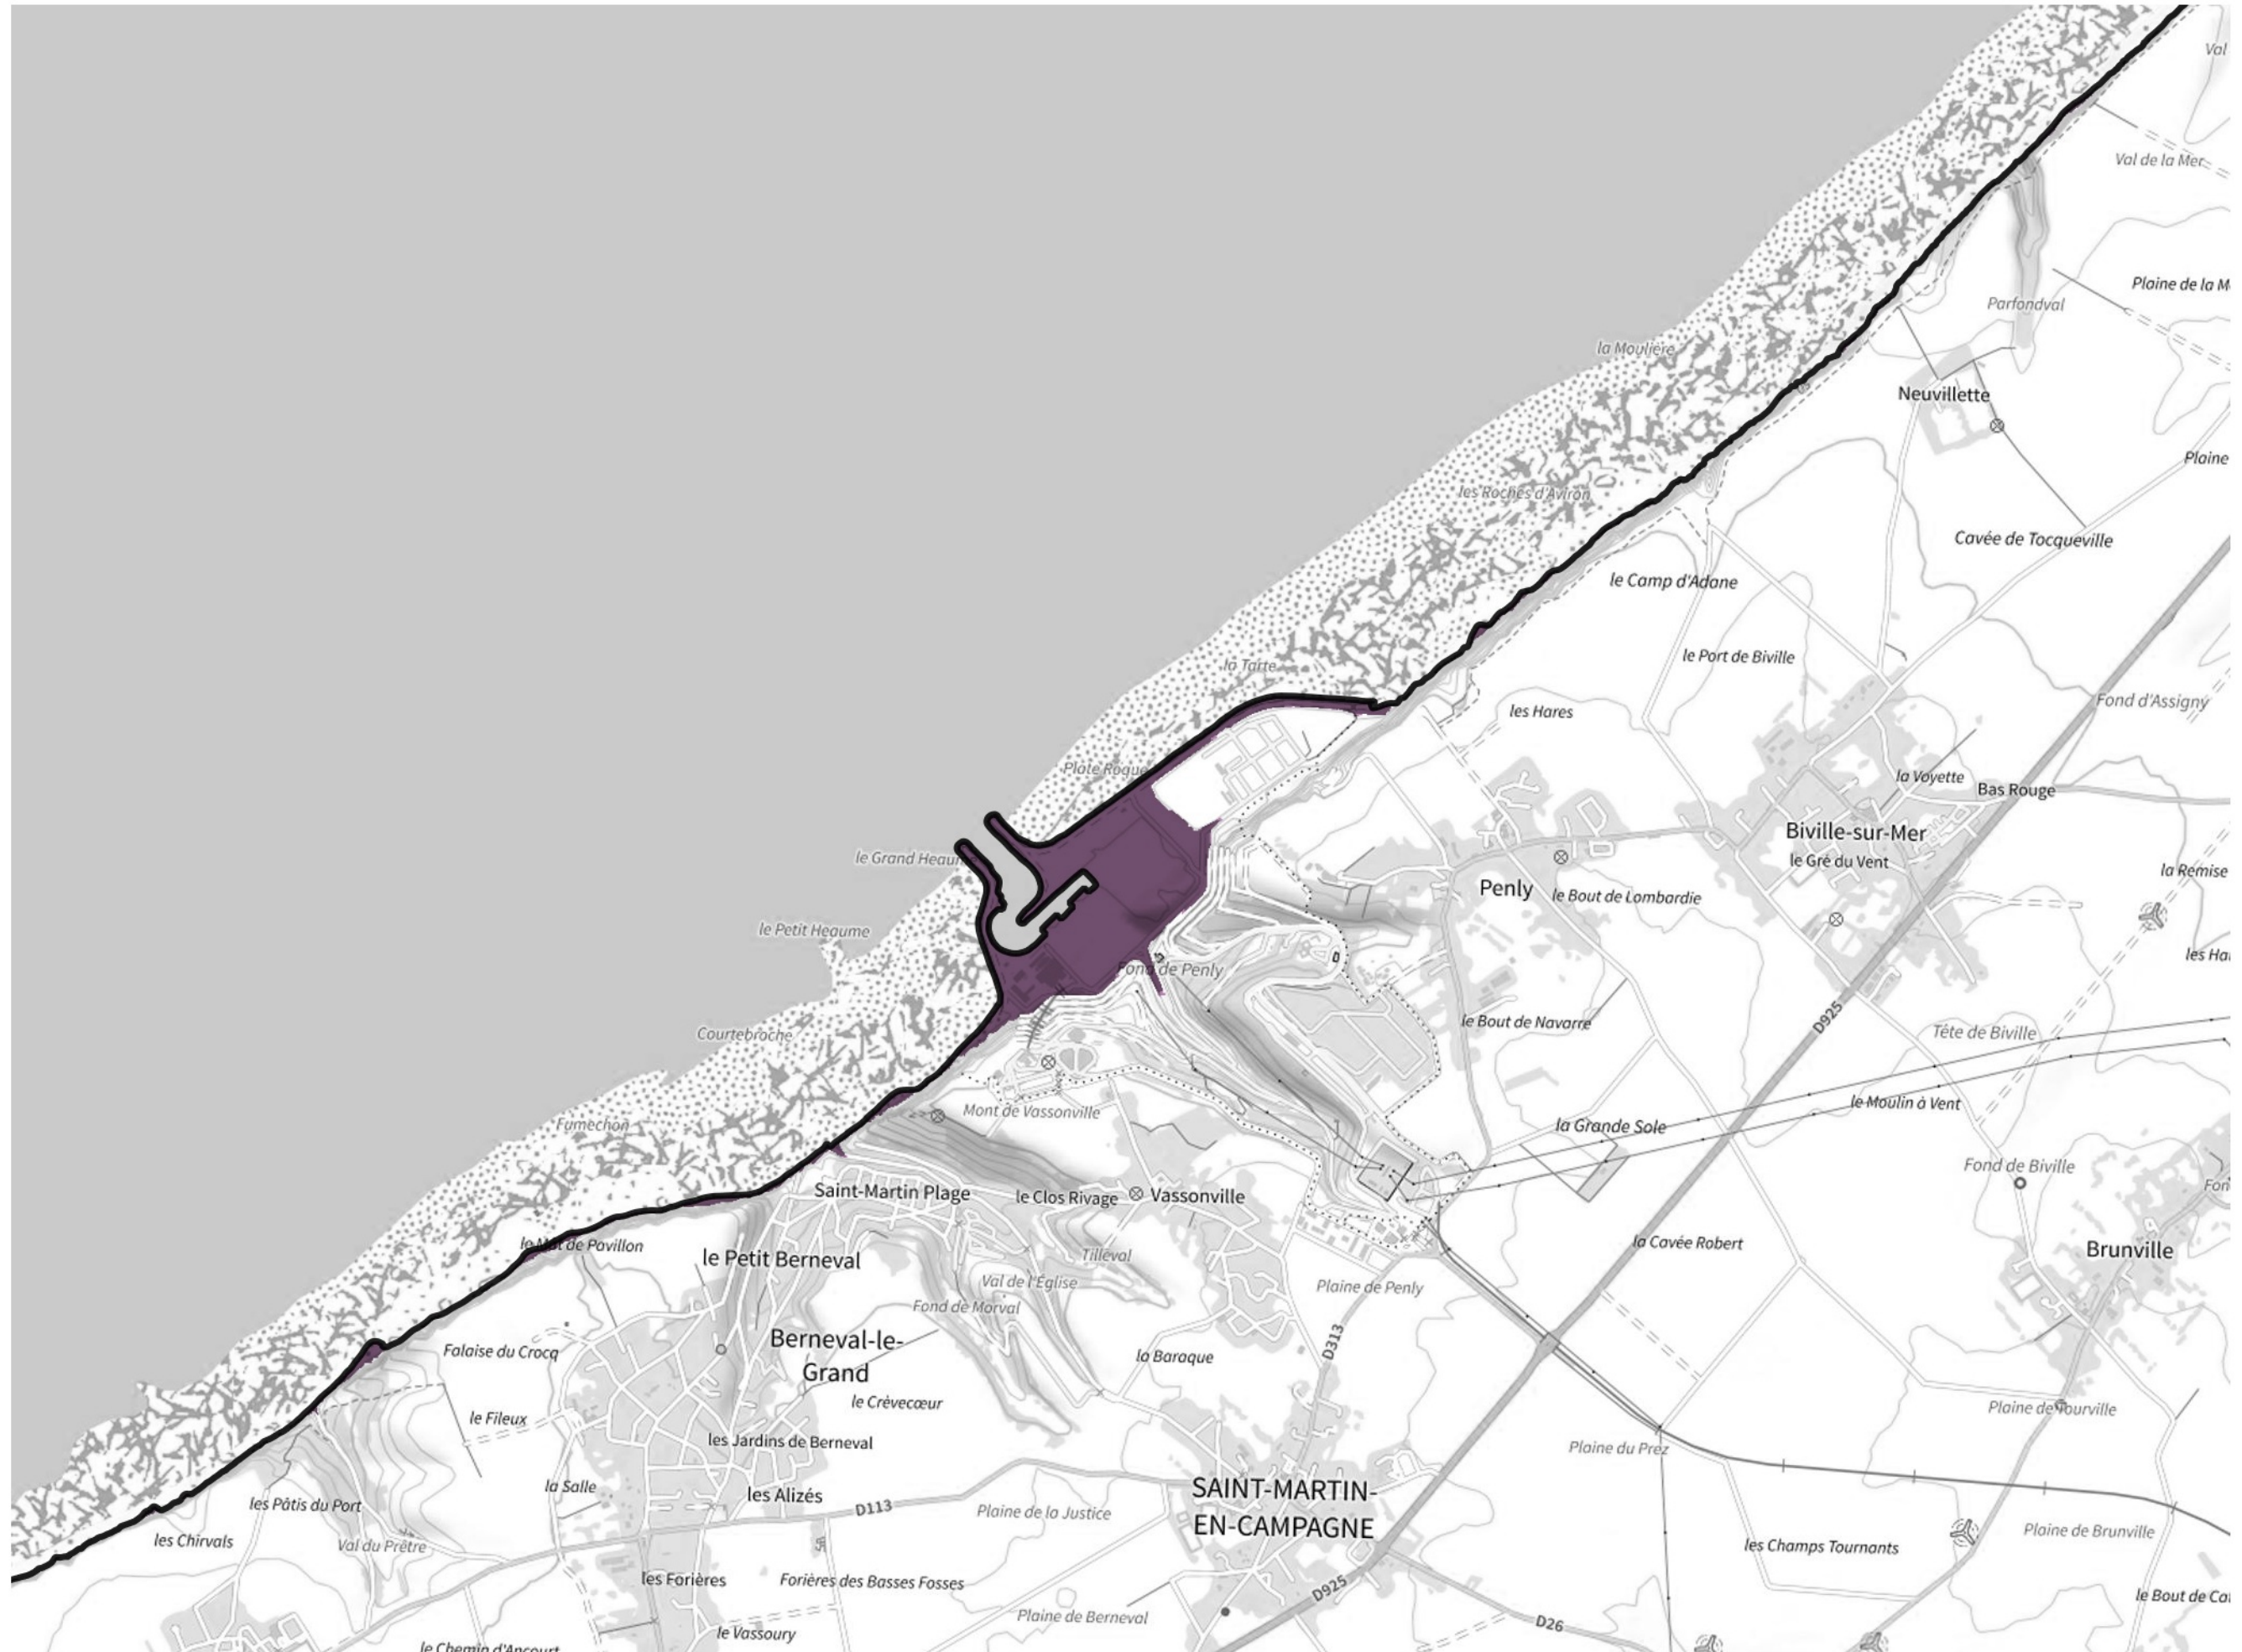 Val
Val de la Mer
Plaine de la M
Parfondval
la Moulière
Neuvillette
Plaine
les Roches d'Aviron
Cavée de Tocqueville
le Camp d'Adane
le Port de Biville
la Tarte
Fond d'Assigny
les Hares
Plate Roque
la Voyette
Bas Rouge
Biville-sur-Mer
le Gré du Vent
le Grand Heaum
la Remise
Penly
le Bout de Lombardie
le Petit Heaume
les Ha
Fond de Penly
D925
le Bout de Navarre
Courtebroche
Tête de Biville
le Moulin à Vent
Mont de Vassonville
Fumechon
la Grande Sole
Fond de Biville
Fon
Saint-Martin Plage
le Clos Rivage
Vassonville
le Mât de Pavillon
la Cavée Robert
Brunville
le Petit Berneval
Tilleval
Val de l'Église
Plaine de Penly
Fond de Morval
D313
Berneval-le-
Grand
Falaise du Crocq
la Baraque
le Crèvecœur
le Fileux
Plaine de Tourville
les Jardins de Berneval
Plaine du Prez
la Salle
les Alizés
SAINT-MARTIN-
EN-CAMPAGNE
les Pâtis du Port
D113
Plaine de la Justice
les Chirvals
Val du Prêtre
les Champs Tournants
Plaine de Brunville
les Forières
Forières des Basses Fosses
D925
le Bout de Ca
Plaine de Berneval
D26
le Vassoury
le Chemin d'Ancourt